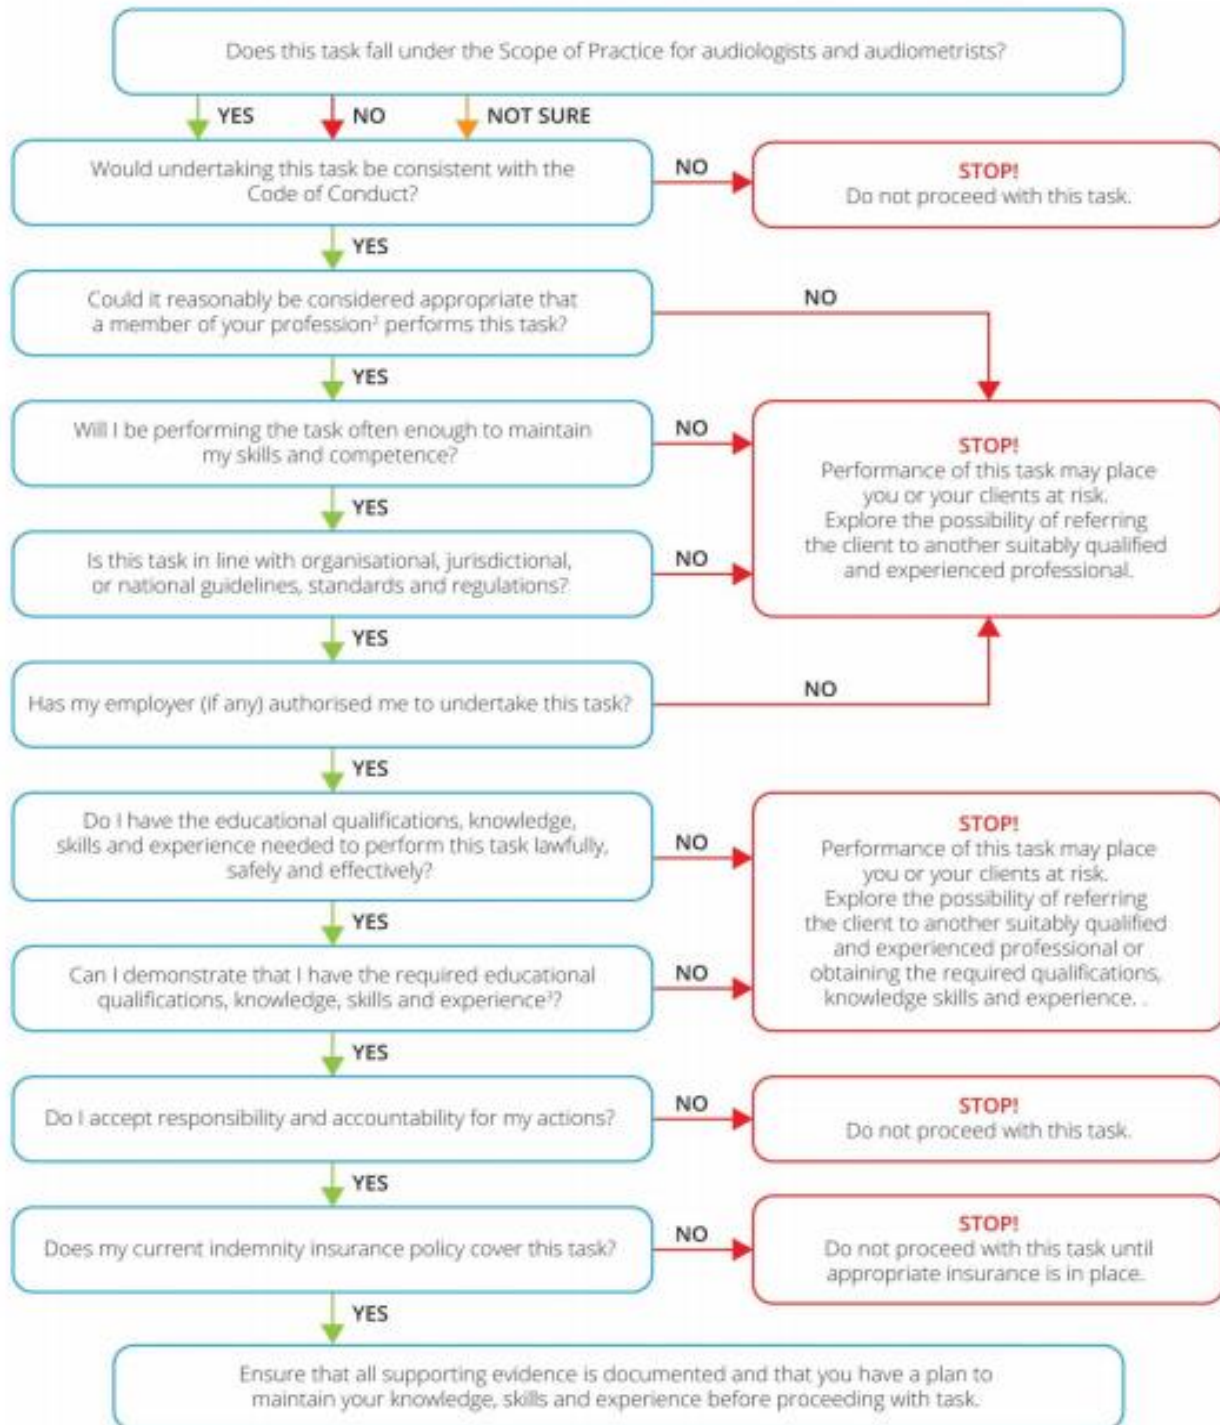 Does this task fall under the Scope of Practice for audiologists and audiometrists?
YES
NO
NOT SURE
Would undertaking this task be consistent with the
Code of Conduct?
NO
STOP!
Do not proceed with this task.
YES
Could it reasonably be considered appropriate that
a member of your profession² performs this task?
NO
YES
Will I be performing the task often enough to maintain
my skills and competence?
NO
STOP!
Performance of this task may place
you or your clients at risk.
Explore the possibility of referring
the client to another suitably qualified
and experienced professional.
YES
Is this task in line with organisational, jurisdictional,
or national guidelines, standards and regulations?
NO
YES
Has my employer (if any) authorised me to undertake this task?
NO
YES
Do I have the educational qualifications, knowledge,
skills and experience needed to perform this task lawfully,
safely and effectively?
NO
STOP!
Performance of this task may place
you or your clients at risk.
Explore the possibility of referring
the client to another suitably qualified
and experienced professional or
obtaining the required qualifications,
knowledge skills and experience. .
YES
Can I demonstrate that I have the required educational
qualifications, knowledge, skills and experience³?
NO
YES
Do I accept responsibility and accountability for my actions?
NO
STOP!
Do not proceed with this task.
YES
Does my current indemnity insurance policy cover this task?
NO
STOP!
Do not proceed with this task until
appropriate insurance is in place.
YES
Ensure that all supporting evidence is documented and that you have a plan to
maintain your knowledge, skills and experience before proceeding with task.